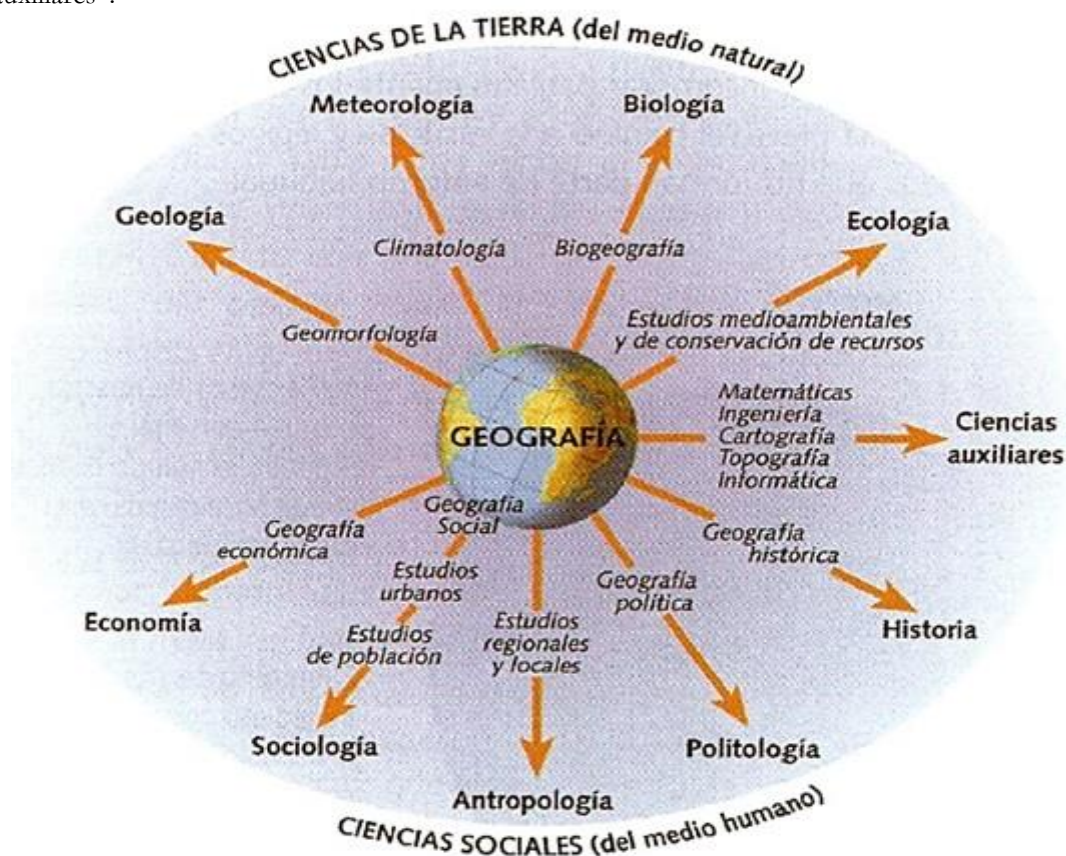 auxiliares".
CIENCIAS DE LA TIERRA (del medio natural)
Meteorología
Biología
Geología
Ecología
Climatología
Biogeografía
Geomorfología
Estudios medioambientales
y de conservación de recursos
Matemáticas
Ingeniería
Cartografía
Topografía
Informática
Ciencias
auxiliares
GEOGRAFÍA
Geografía
Social
Geografía
económica
Geografía
histórica
Estudios
urbanos
Geografía
política
Estudios
regionales
y locales
Estudios
de población
Economía
Historia
Sociología
Politología
Antropología
CIENCIAS SOCIALES (del medio humano)